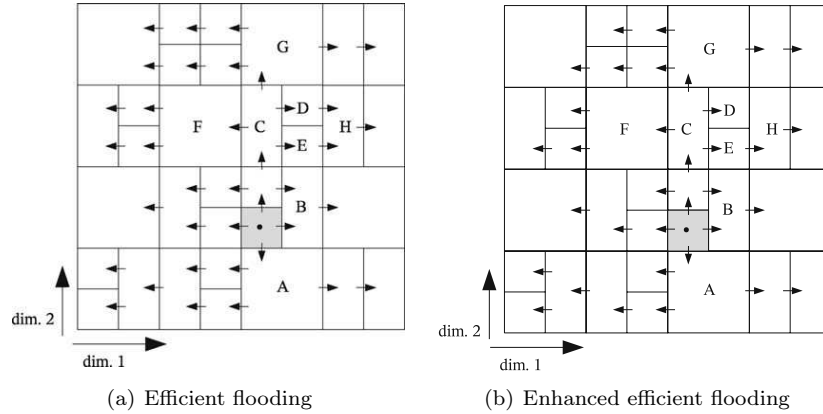 G
G
D
D
F
C
H
F
C
H
E
E
B
B
A
A
dim. 2
dim. 2
dim. 1
dim. 1
(a) Efficient flooding
(b) Enhanced efficient flooding